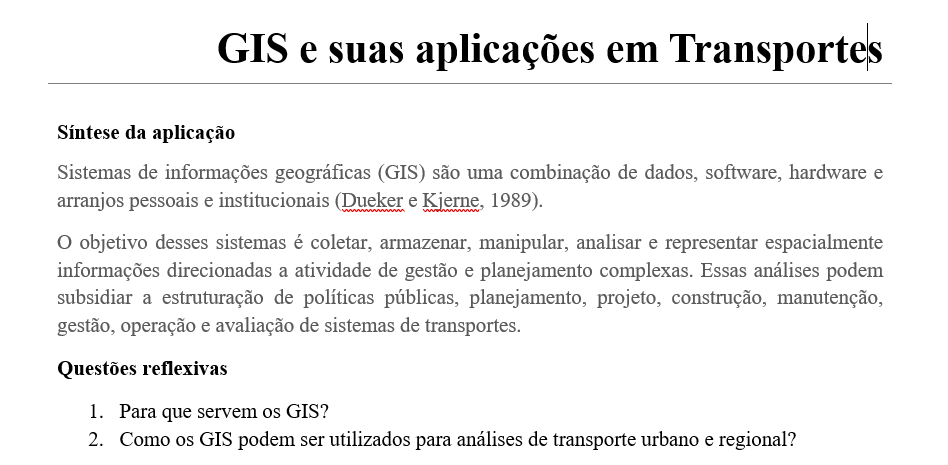 GIS e suas aplicações em Transportes
Síntese da aplicação
Sistemas de informações geográficas (GIS) são uma combinação de dados, software, hardware e
arranjos pessoais e institucionais (Dueker e Kjerne, 1989).
O objetivo desses sistemas é coletar, armazenar, manipular, analisar e representar espacialmente
informações direcionadas a atividade de gestão e planejamento complexas. Essas análises podem
subsidiar a estruturação de políticas públicas, planejamento, projeto, construção, manutenção,
gestão, operação e avaliação de sistemas de transportes.
Questões reflexivas
1. Para que servem os GIS?
2. Como os GIS podem ser utilizados para análises de transporte urbano e regional?